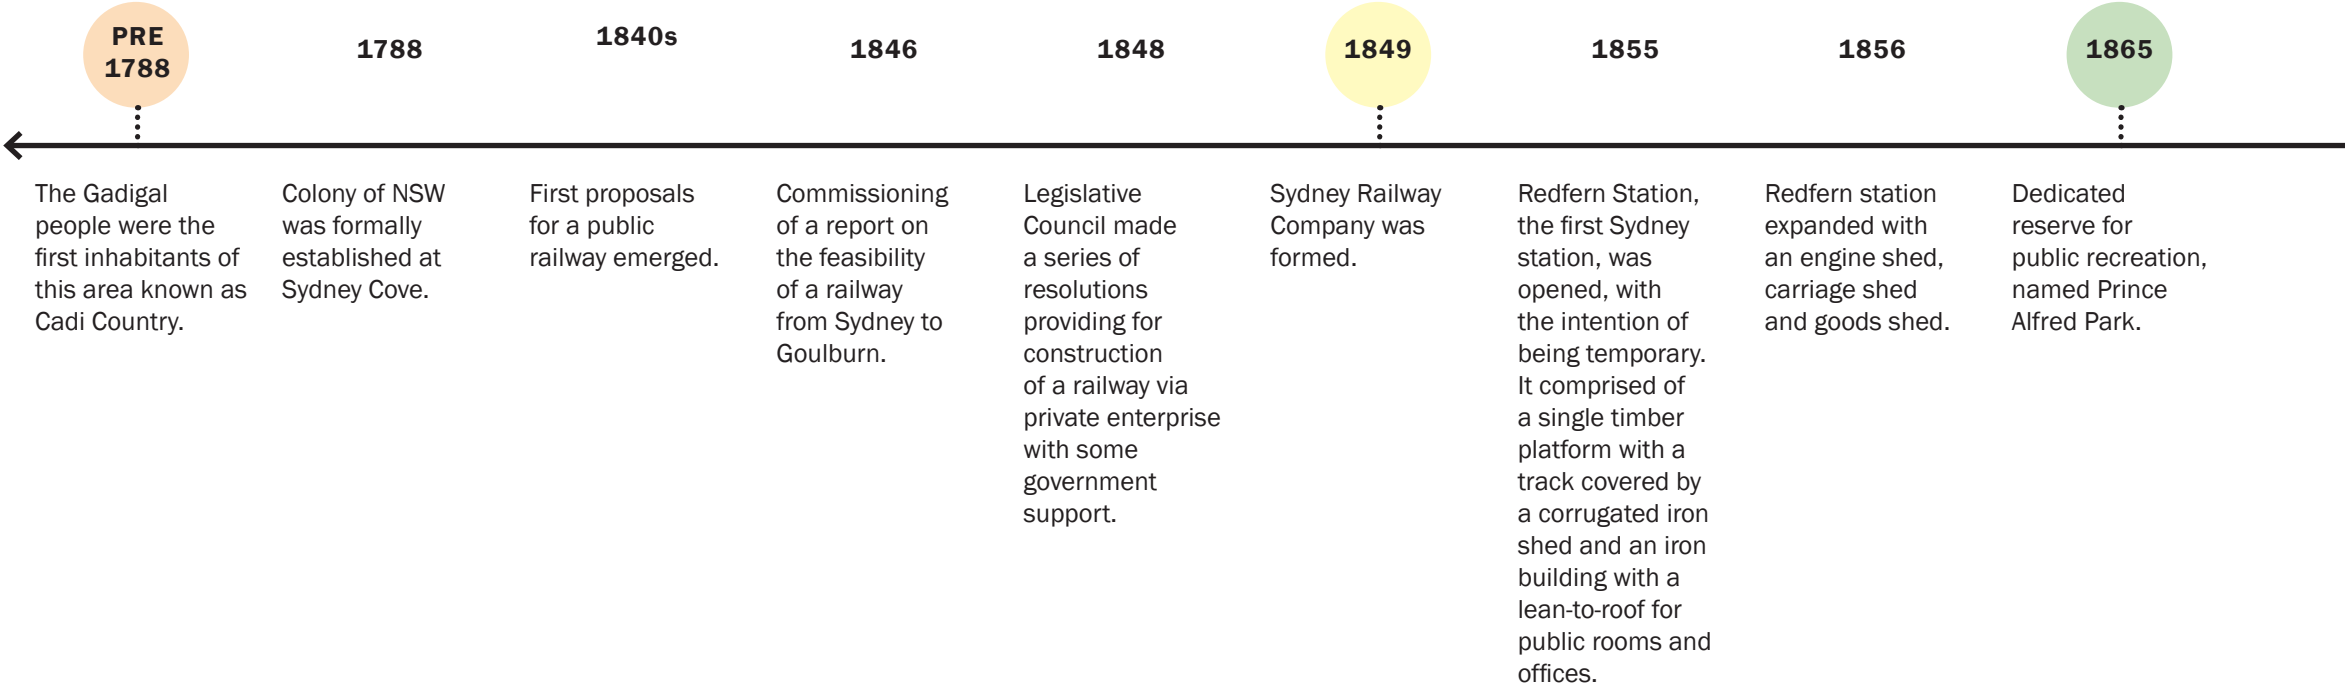 PRE
1788
The Gadigal
people were the
first inhabitants of
this area known as
Cadi Country.
1788
Colony of NSW
was formally
established at
Sydney Cove.
1840s
First proposals
for a public
railway emerged.
1846
Commissioning
of a report on
the feasibility
of a railway
from Sydney to
Goulburn.
1848
Legislative
Council made
a series of
resolutions
providing for
construction
of a railway via
private enterprise
with some
government
support.
1849
Sydney Railway
Company was
formed.
1855
Redfern Station,
the first Sydney
station, was
opened, with
the intention of
being temporary.
It comprised of
a single timber
platform with a
track covered by
a corrugated iron
shed and an iron
building with a
lean-to-roof for
public rooms and
offices.
1856
Redfern station
expanded with
an engine shed,
carriage shed
and goods shed.
1865
Dedicated
reserve for
public recreation,
named Prince
Alfred Park.